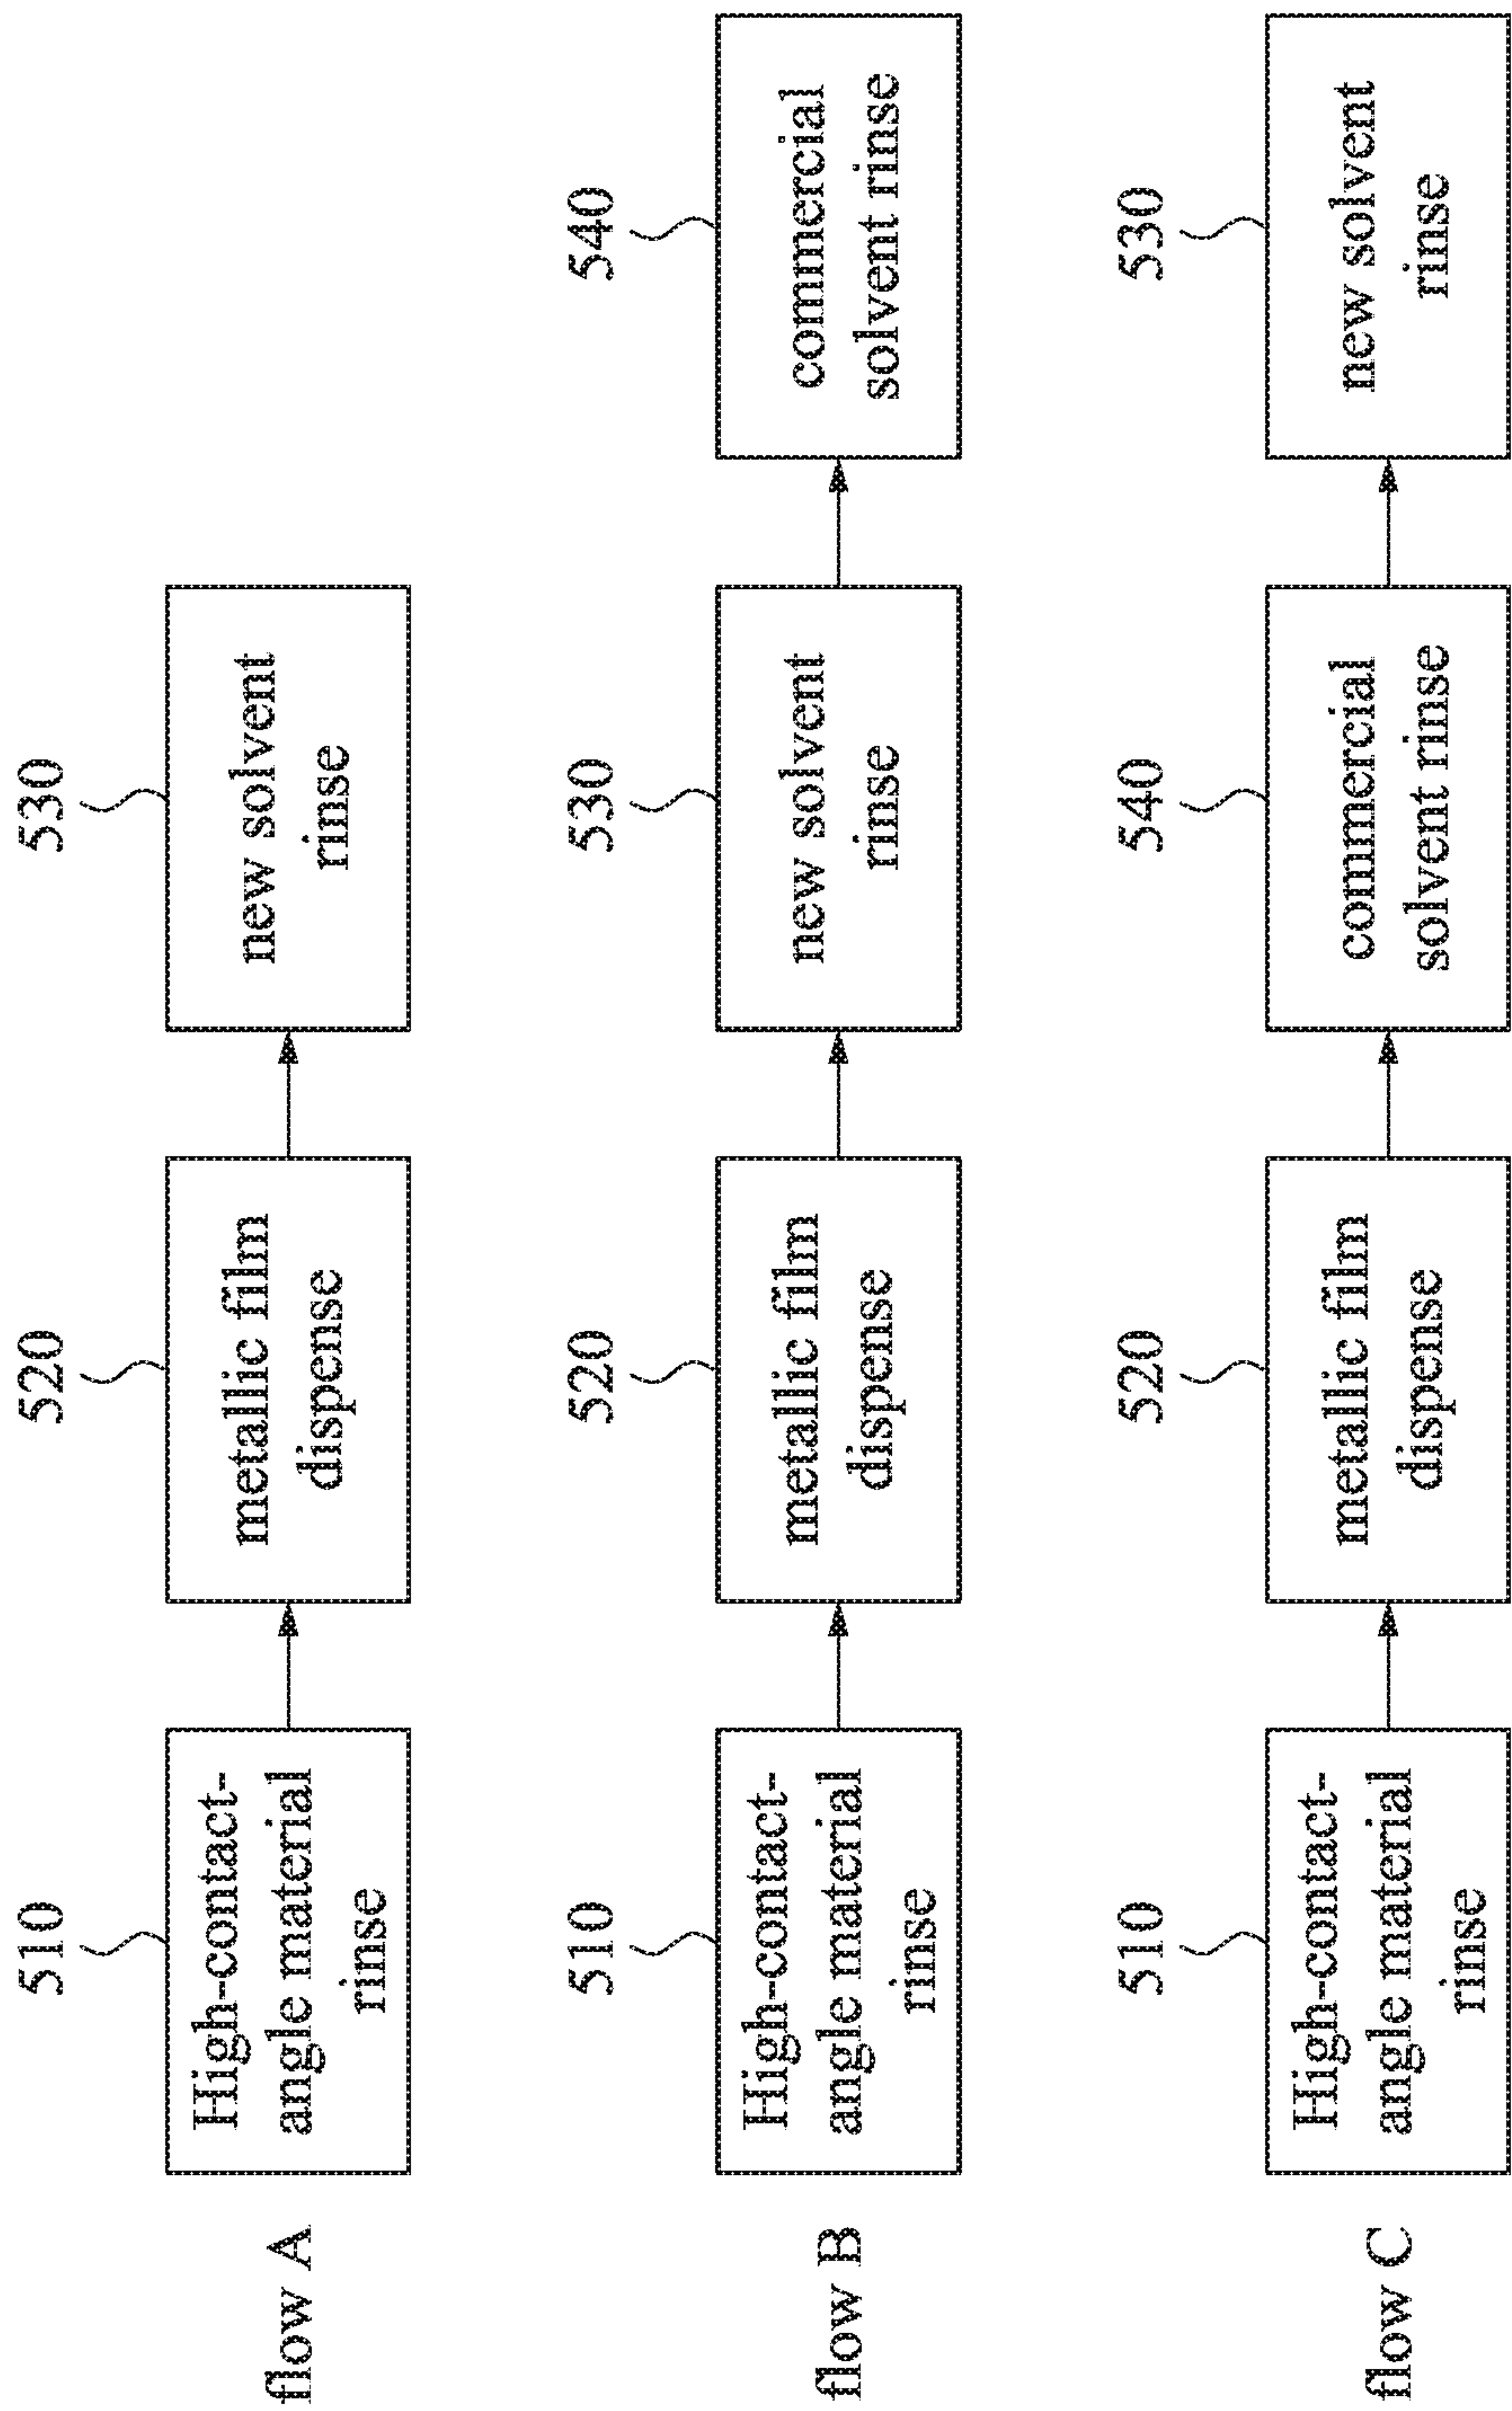 flow A
510
High-contact-
angle material
rinse
520
metallic film
dispense
530
new solvent
rinse
flow B
510
High-contact-
angle material
rinse
520
metallic film
dispense
530
new solvent
rinse
540
commercial
solvent rinse
flow C
510
High-contact-
angle material
rinse
520
metallic film
dispense
540
commercial
solvent rinse
530
new solvent
rinse